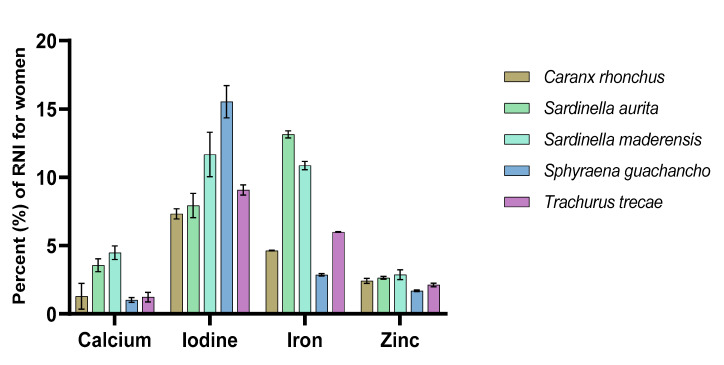 Percent (%) of RNI for women
20
15
10
5
0
Calcium Iodine Iron Zinc
Caranx rhonchus
Sardinella aurita
Sardinella maderensis
Sphyraena guachancho
Trachurus trecae